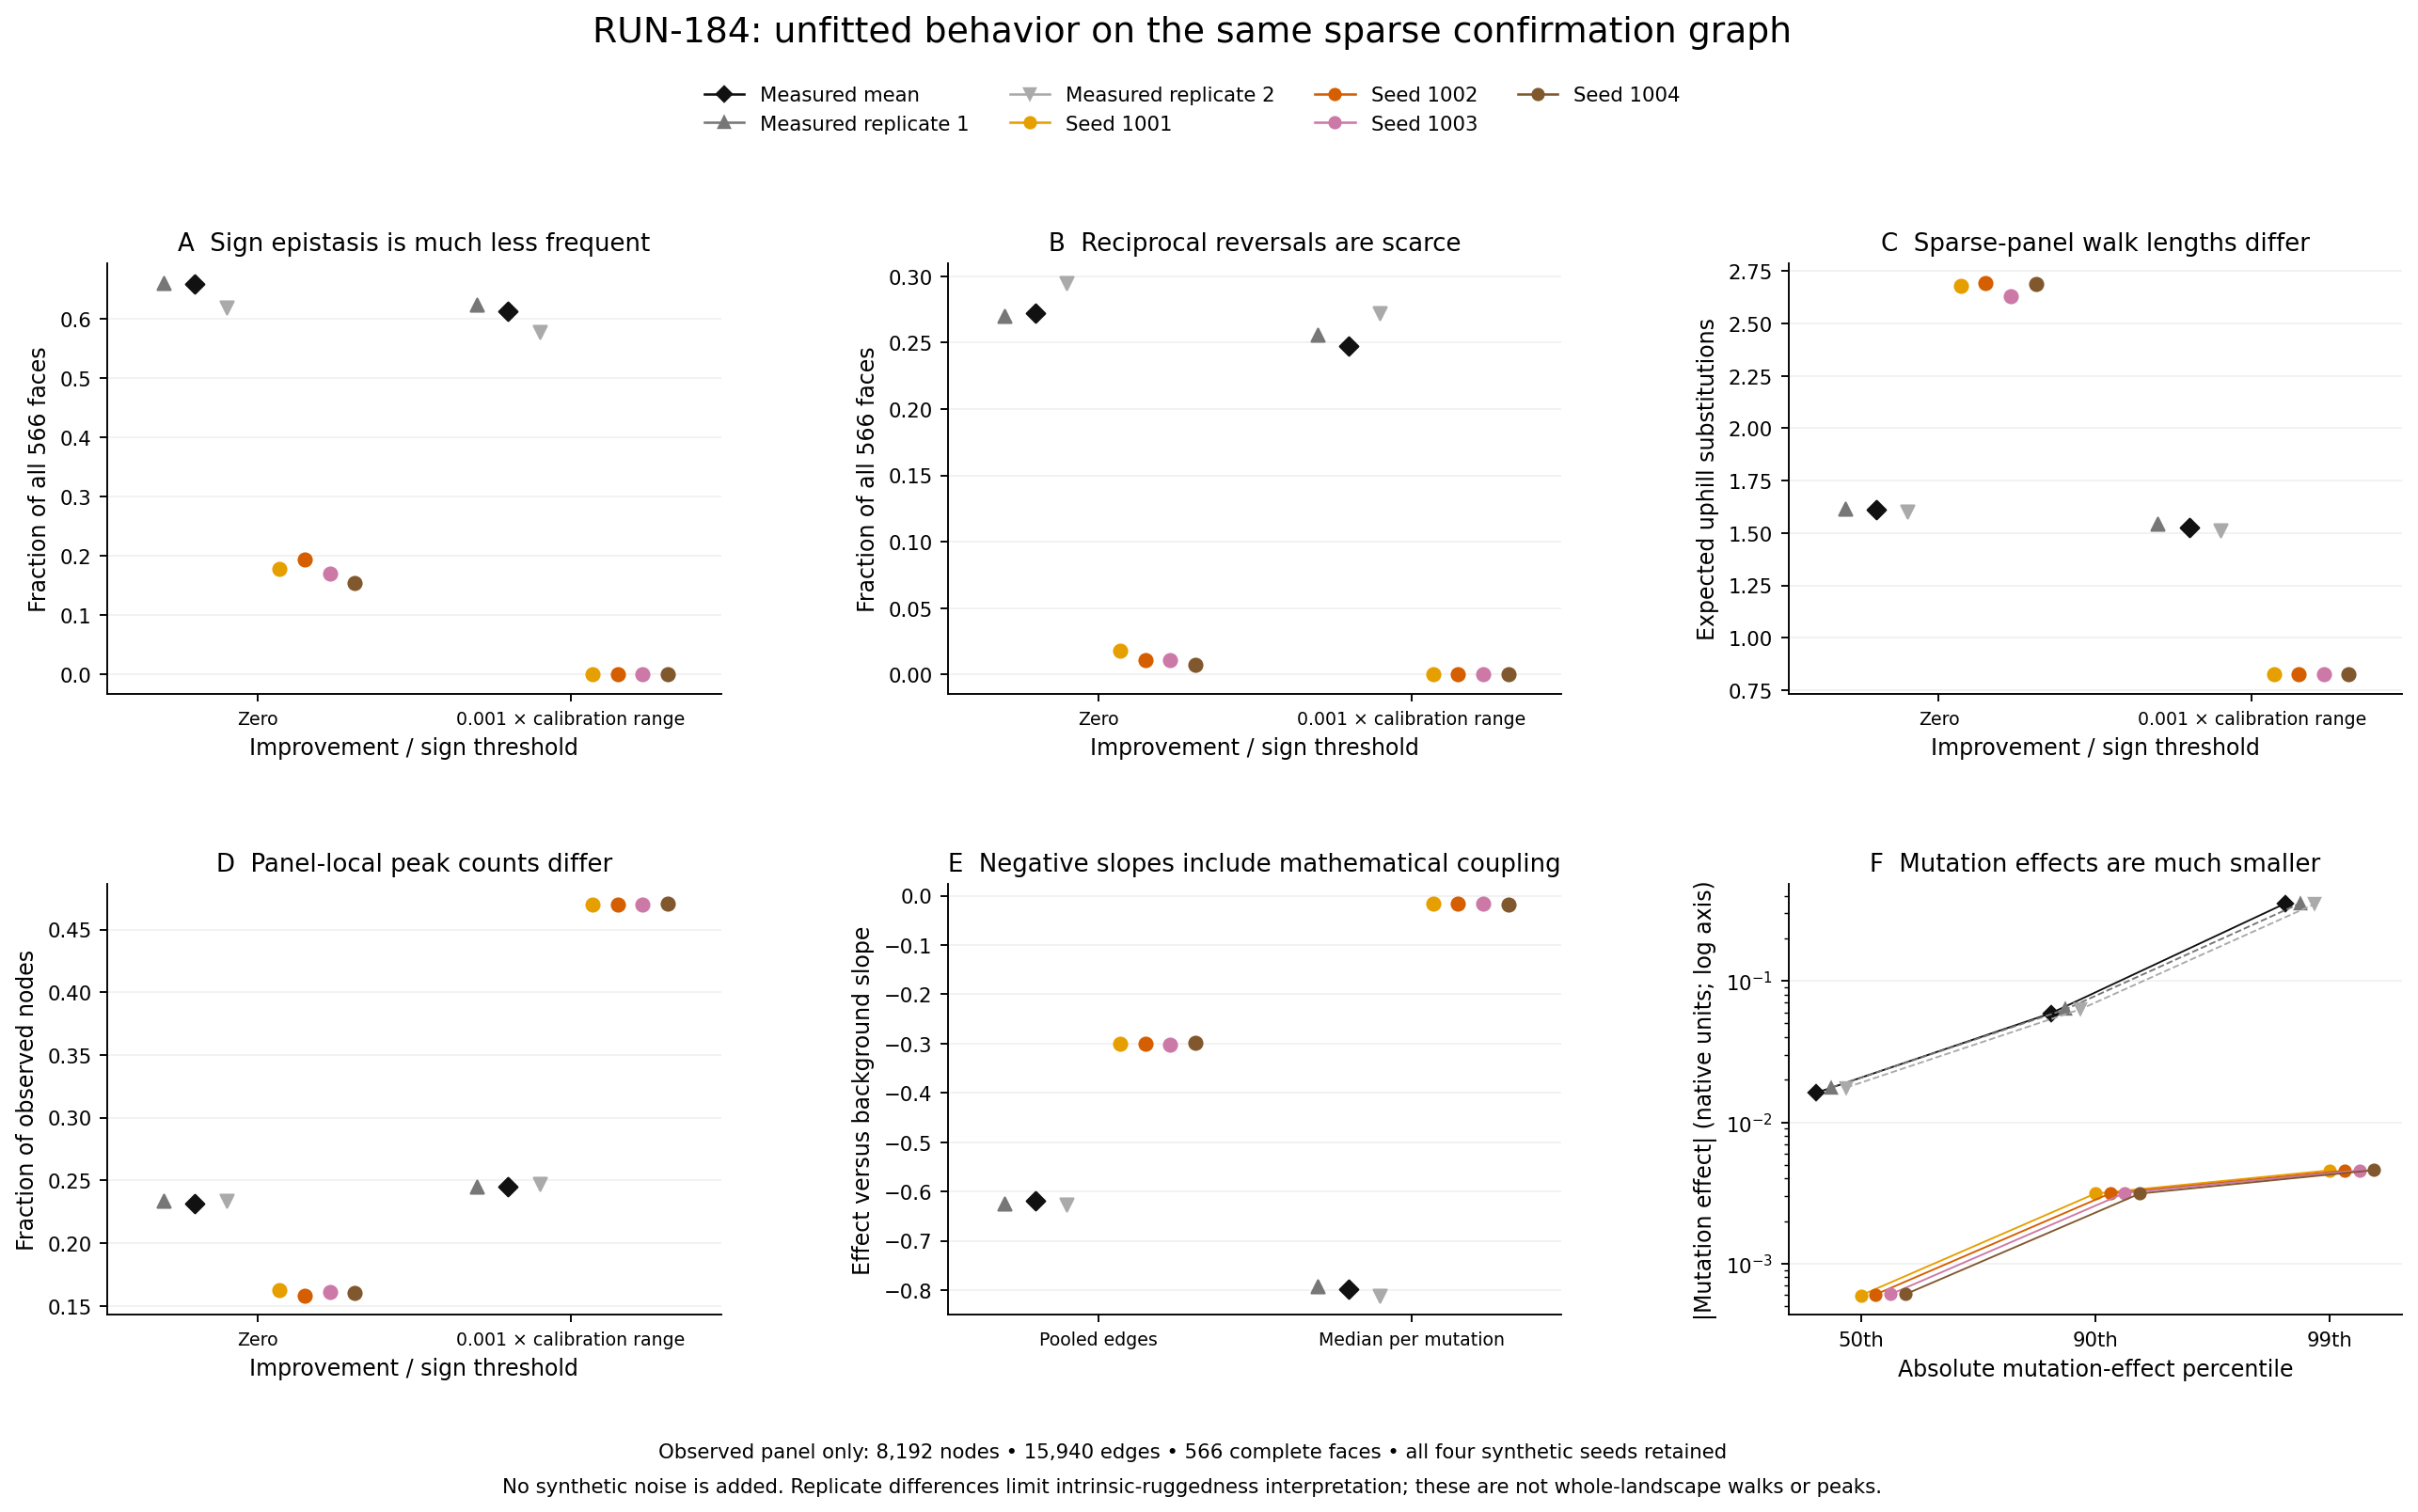 RUN-184: unfitted behavior on the same sparse confirmation graph
Measured mean
Measured replicate 1
Measured replicate 2
Seed 1001
Seed 1002
Seed 1003
Seed 1004
A  Sign epistasis is much less frequent
Fraction of all 566 faces
0.6
0.5
0.4
0.3
0.2
0.1
0.0
Zero
0.001 × calibration range
Improvement / sign threshold
B  Reciprocal reversals are scarce
Fraction of all 566 faces
0.30
0.25
0.20
0.15
0.10
0.05
0.00
Zero
0.001 × calibration range
Improvement / sign threshold
C  Sparse-panel walk lengths differ
Expected uphill substitutions
2.75
2.50
2.25
2.00
1.75
1.50
1.25
1.00
0.75
Zero
0.001 × calibration range
Improvement / sign threshold
D  Panel-local peak counts differ
Fraction of observed nodes
0.45
0.40
0.35
0.30
0.25
0.20
0.15
Zero
0.001 × calibration range
Improvement / sign threshold
E  Negative slopes include mathematical coupling
Effect versus background slope
0.0
−0.1
−0.2
−0.3
−0.4
−0.5
−0.6
−0.7
−0.8
Pooled edges
Median per mutation
F  Mutation effects are much smaller
|Mutation effect| (native units; log axis)
10⁻¹
10⁻²
10⁻³
50th
90th
99th
Absolute mutation-effect percentile
Observed panel only: 8,192 nodes • 15,940 edges • 566 complete faces • all four synthetic seeds retained
No synthetic noise is added. Replicate differences limit intrinsic-ruggedness interpretation; these are not whole-landscape walks or peaks.